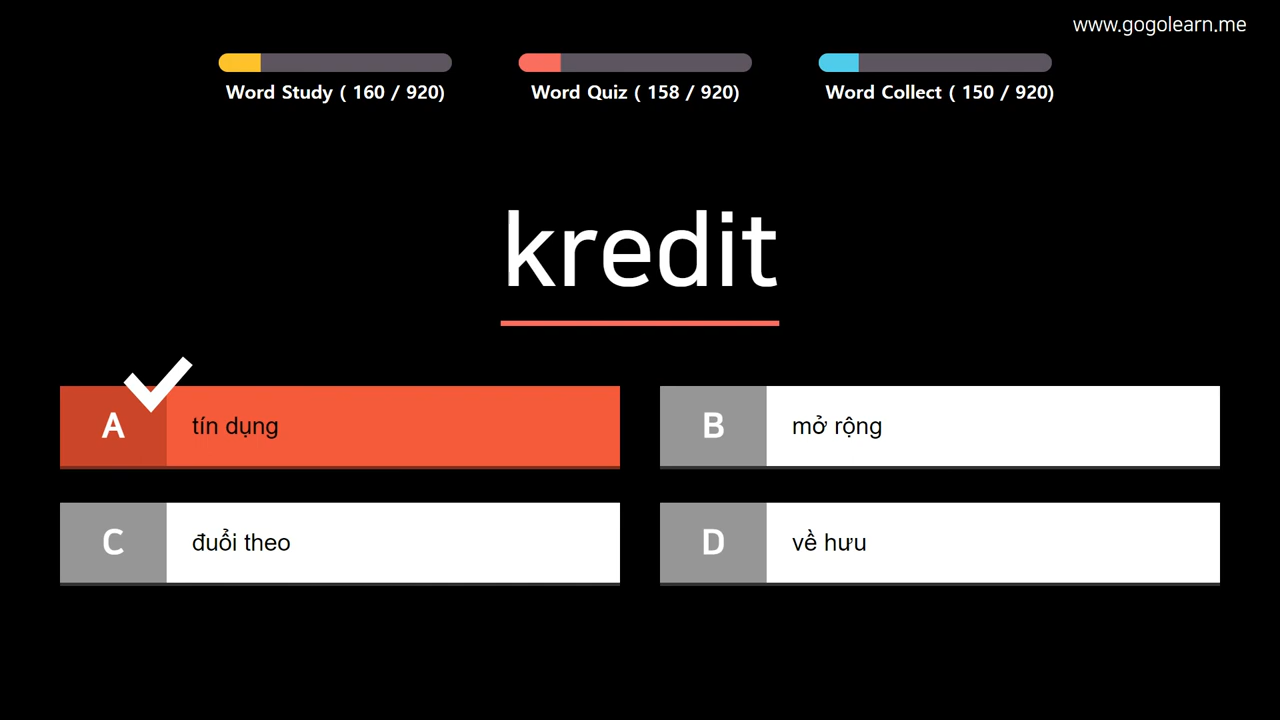 www.gogolearn.me
Word Study ( 160 / 920)
Word Quiz ( 158 / 920)
Word Collect ( 150 / 920)
kredit
A tín dụng
B mở rộng
C đuổi theo
D về hưu